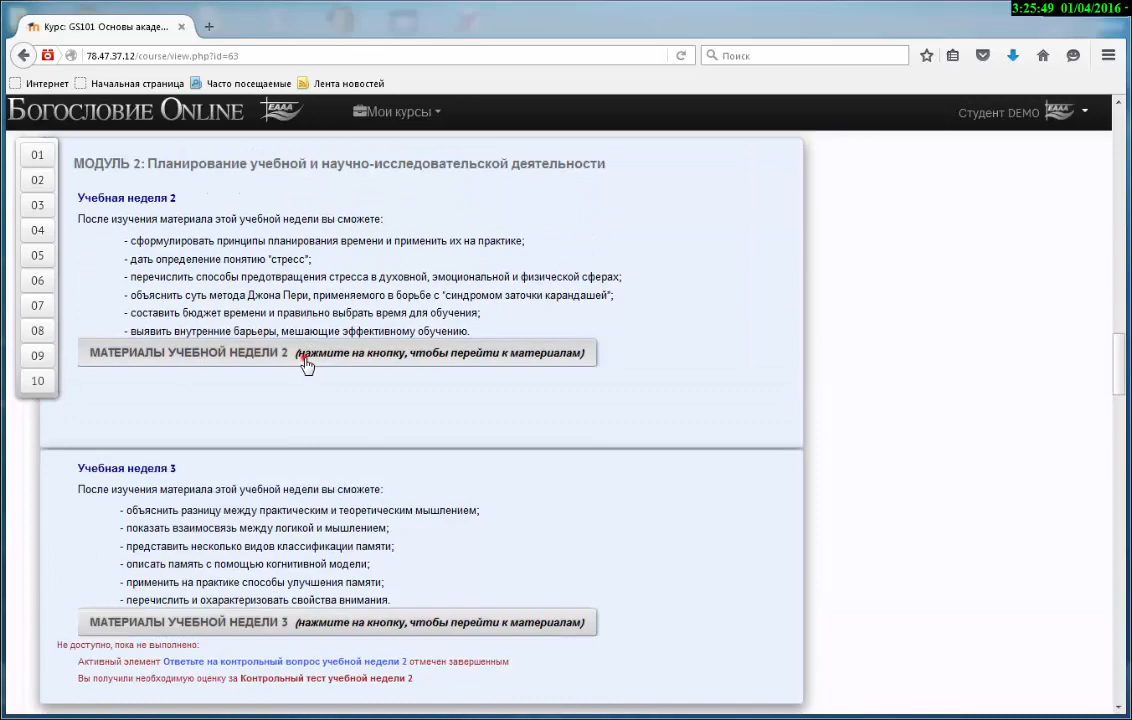 3:25:49 01/04/2016
Курс: GS101 Основы акаде...
78.47.37.12/course/view.php?id=63
Поиск
Интернет Начальная страница Часто посещаемые Лента новостей
БОГОСЛОВИЕ ONLINE ЕААА Мои курсы Студент DEMO ЕААА
01
02
03
04
05
06
07
08
09
10
МОДУЛЬ 2: Планирование учебной и научно-исследовательской деятельности
Учебная неделя 2
После изучения материала этой учебной недели вы сможете:
- сформулировать принципы планирования времени и применить их на практике;
- дать определение понятию "стресс";
- перечислить способы предотвращения стресса в духовной, эмоциональной и физической сферах;
- объяснить суть метода Джона Пери, применяемого в борьбе с "синдромом заточки карандашей";
- составить бюджет времени и правильно выбрать время для обучения;
- выявить внутренние барьеры, мешающие эффективному обучению.
МАТЕРИАЛЫ УЧЕБНОЙ НЕДЕЛИ 2 (нажмите на кнопку, чтобы перейти к материалам)
Учебная неделя 3
После изучения материала этой учебной недели вы сможете:
- объяснить разницу между практическим и теоретическим мышлением;
- показать взаимосвязь между логикой и мышлением;
- представить несколько видов классификации памяти;
- описать память с помощью когнитивной модели;
- применить на практике способы улучшения памяти;
- перечислить и охарактеризовать свойства внимания.
МАТЕРИАЛЫ УЧЕБНОЙ НЕДЕЛИ 3 (нажмите на кнопку, чтобы перейти к материалам)
Не доступно, пока не выполнено:
Активный элемент Ответьте на контрольный вопрос учебной недели 2 отмечен завершенным
Вы получили необходимую оценку за Контрольный тест учебной недели 2